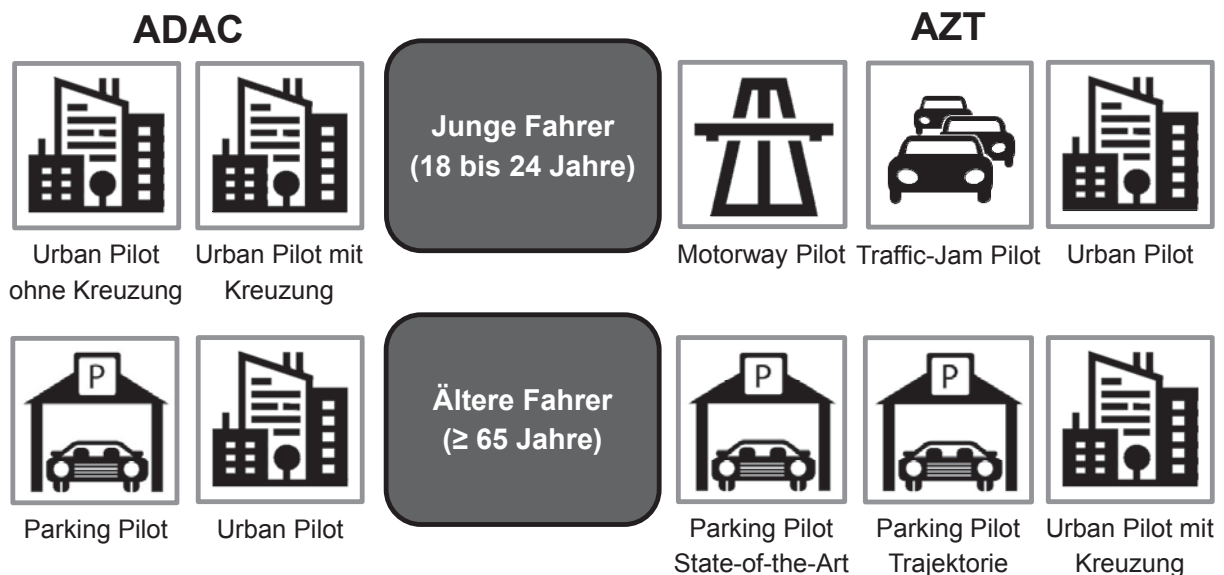 ADAC
AZT
Junge Fahrer
(18 bis 24 Jahre)
Urban Pilot
ohne Kreuzung
Urban Pilot mit
Kreuzung
Motorway Pilot
Traffic-Jam Pilot
Urban Pilot
P
Ältere Fahrer
(≥ 65 Jahre)
P
P
Parking Pilot
Urban Pilot
Parking Pilot
State-of-the-Art
Parking Pilot
Trajektorie
Urban Pilot mit
Kreuzung